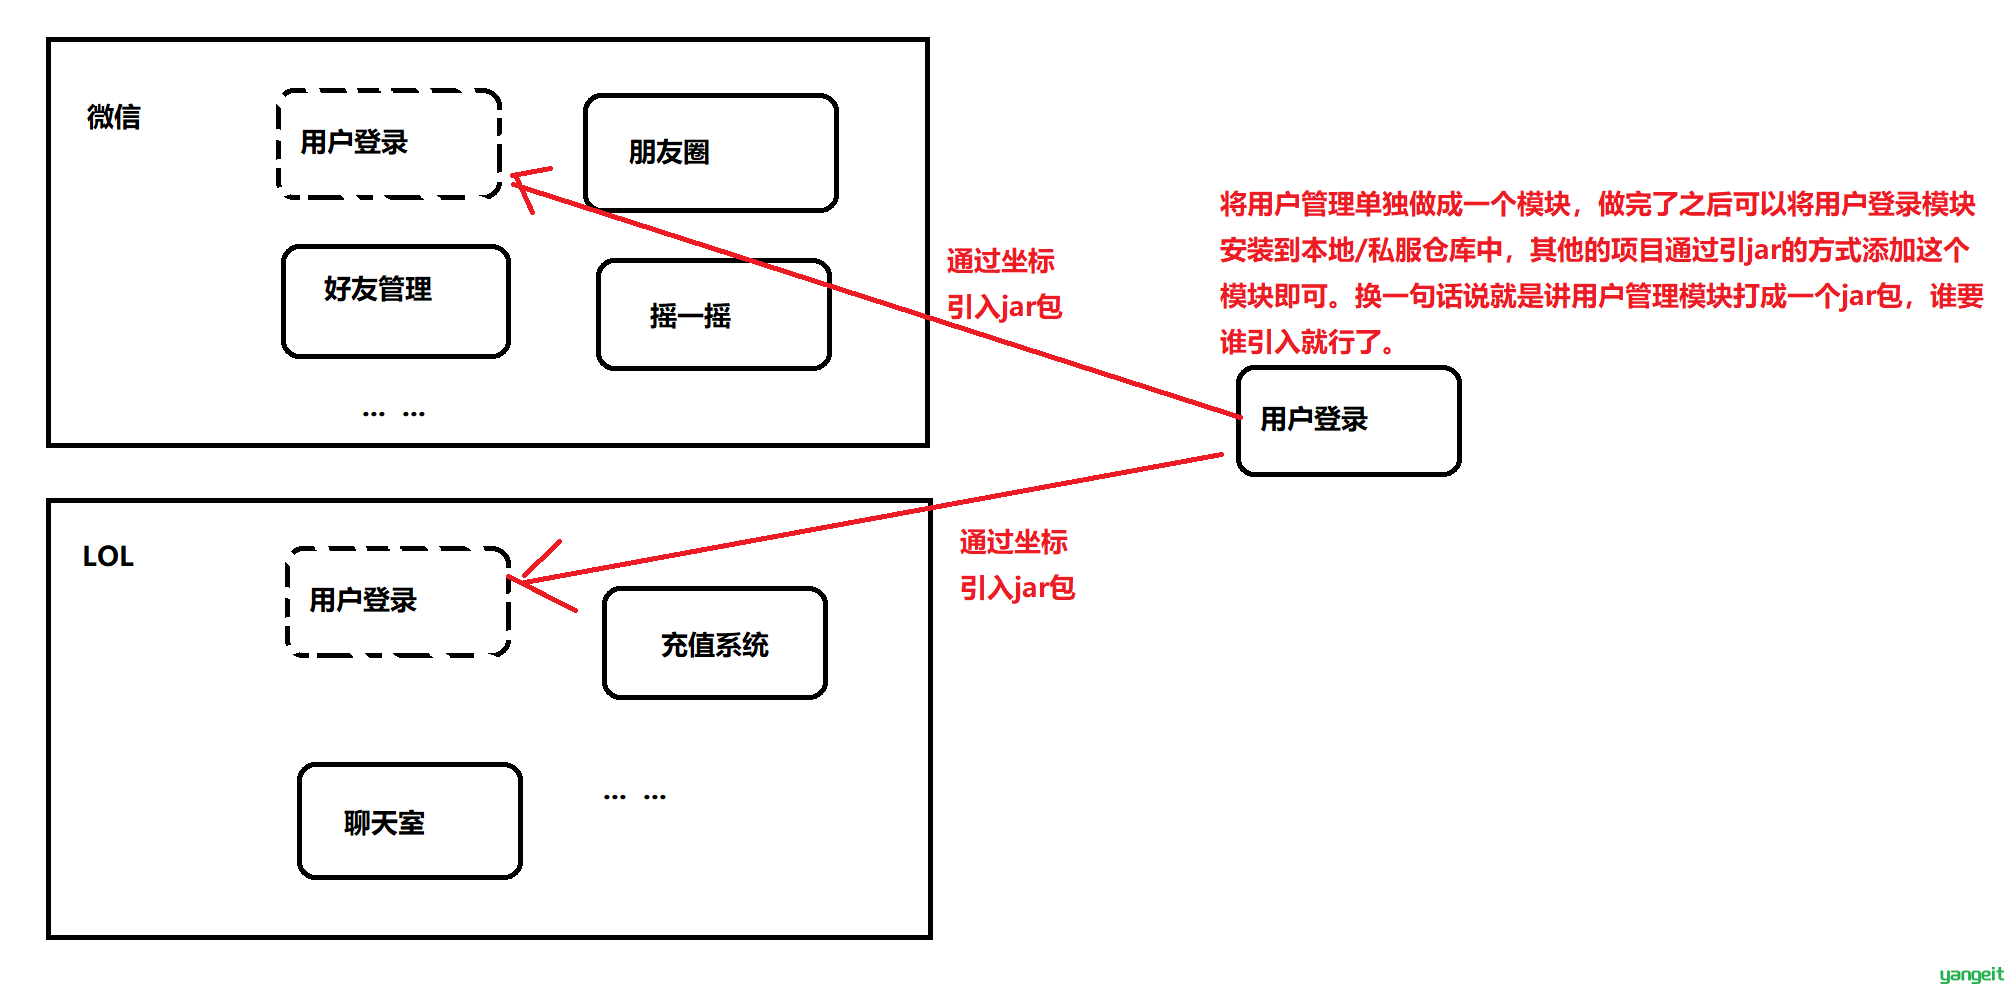 微信
用户登录
朋友圈
好友管理
摇一摇
... ...
通过坐标
引入jar包
将用户管理单独做成一个模块，做完了之后可以将用户登录模块
安装到本地/私服仓库中，其他的项目通过引jar的方式添加这个
模块即可。换一句话说就是讲用户管理模块打成一个jar包，谁要
谁引入就行了。
用户登录
LOL
用户登录
充值系统
聊天室
... ...
通过坐标
引入jar包
yangeit